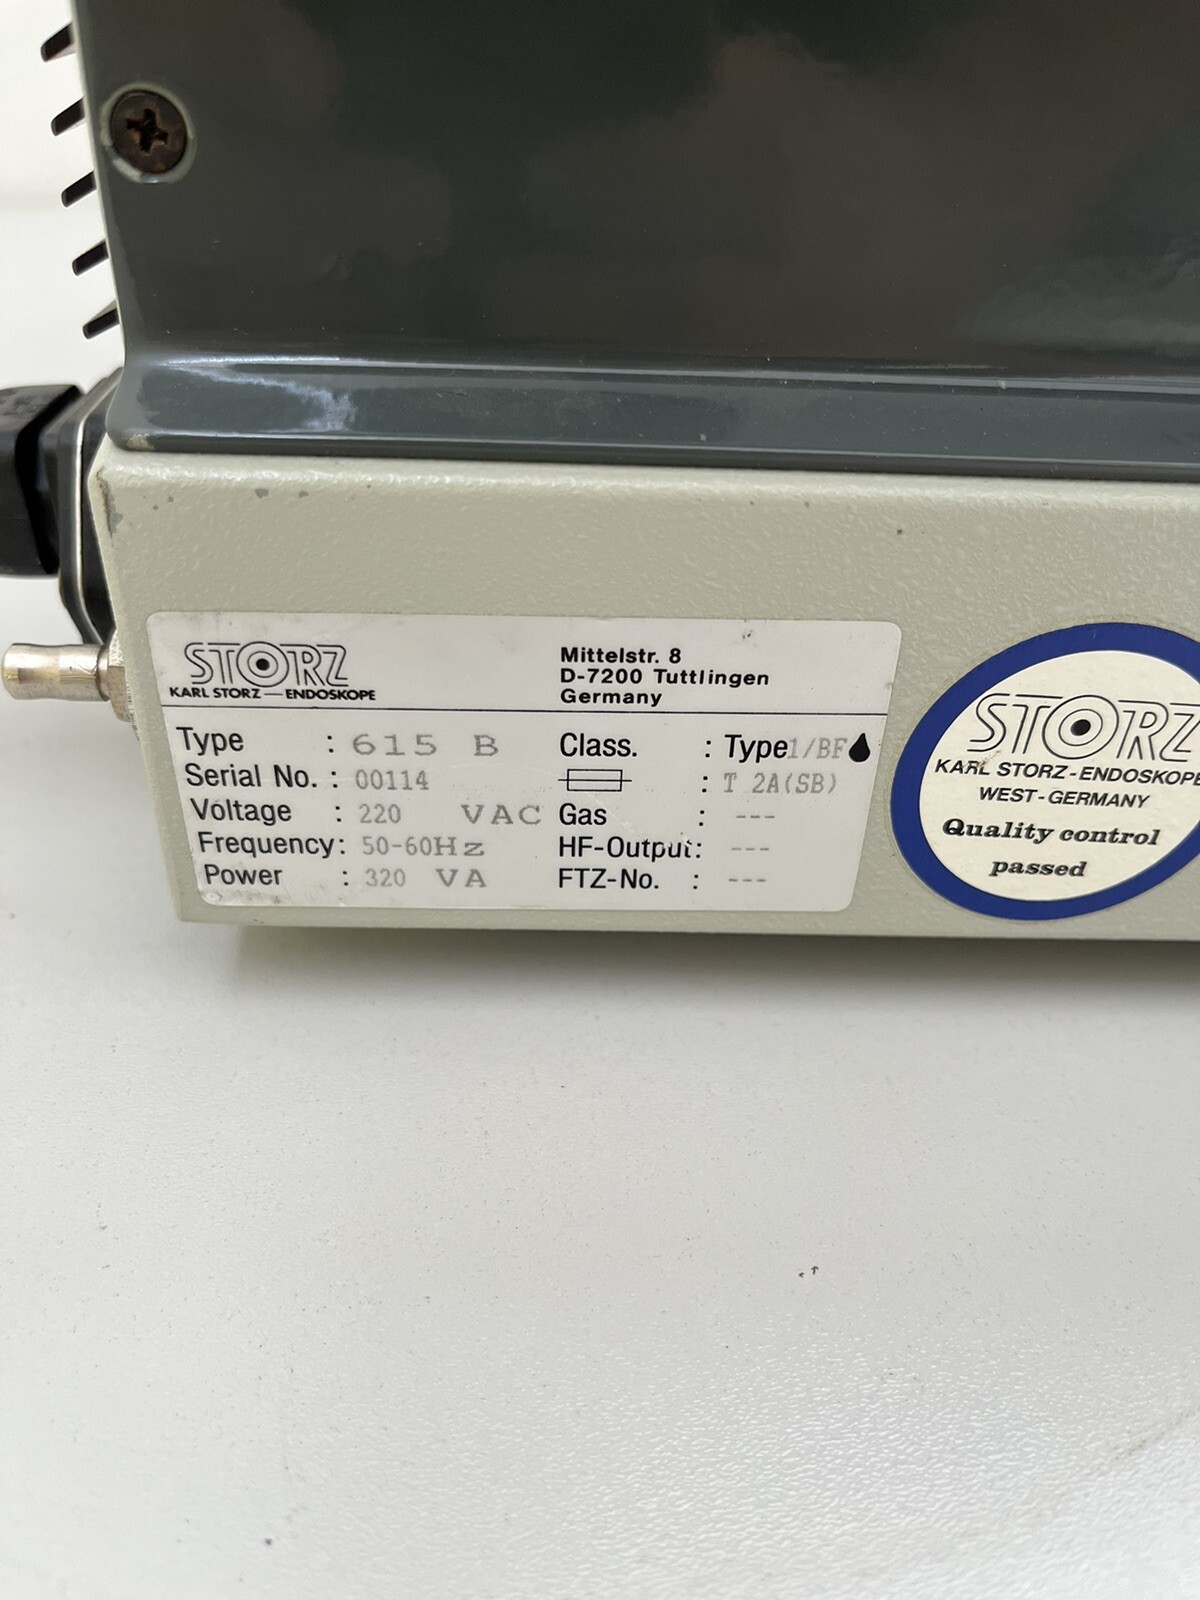 STORZ
KARL STORZ — ENDOSKOPE
Mittelstr. 8
D-7200 Tuttlingen
Germany
Type : 615 B
Serial No. : 00114
Voltage : 220 VAC
Frequency: 50-60Hz
Power : 320 VA
Class. : Type1/BF
: T 2A(SB)
Gas : ---
HF-Output: ---
FTZ-No. : ---
STORZ
KARL STORZ-ENDOSKOPE
WEST-GERMANY
Quality control
passed